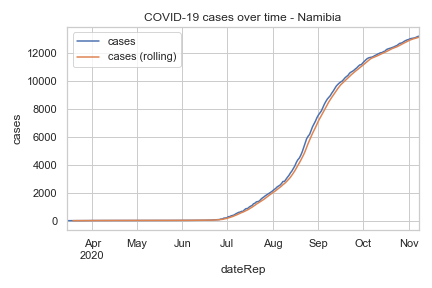 COVID-19 cases over time - Namibia
cases
cases (rolling)
12000
10000
8000
6000
4000
2000
0
cases
Apr May Jun Jul Aug Sep Oct Nov
2020
dateRep